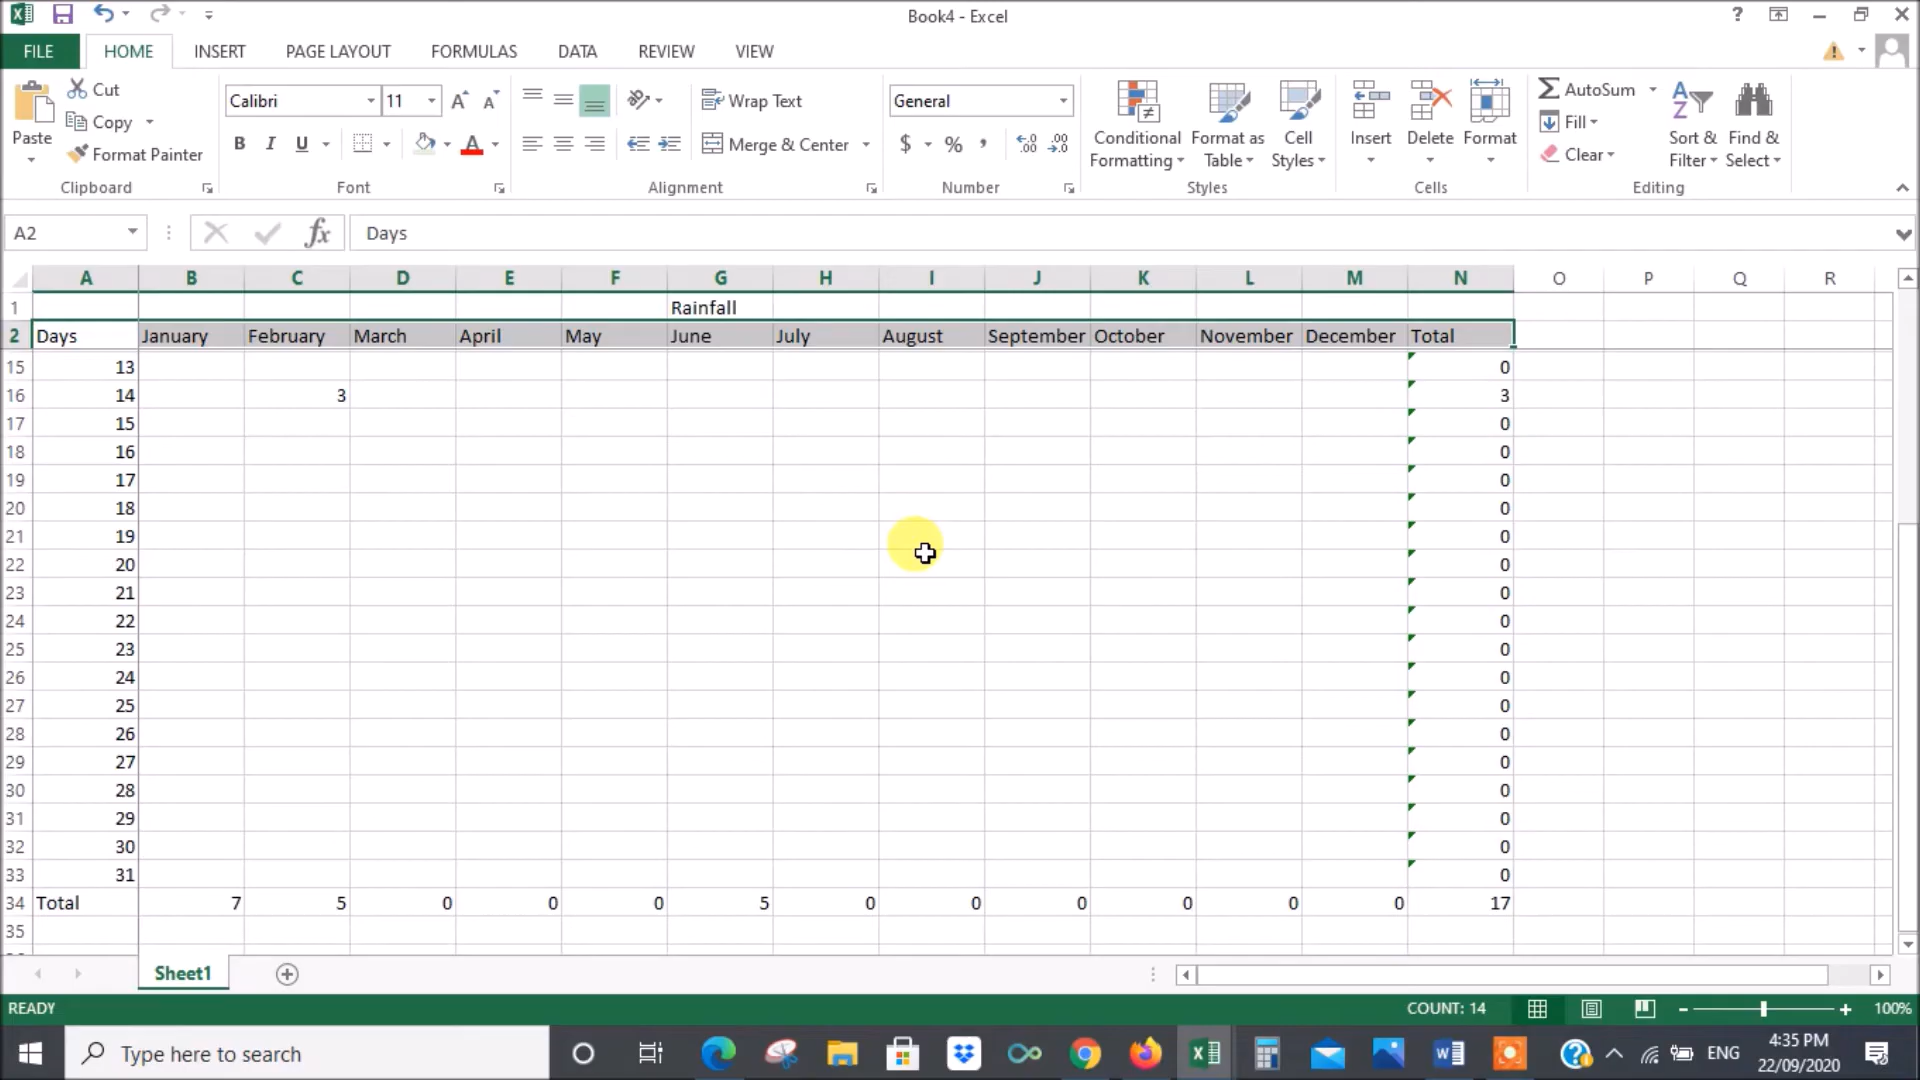 Book4 - Excel
?
FILE HOME INSERT PAGE LAYOUT FORMULAS DATA REVIEW VIEW
Paste
Cut
Copy
Format Painter
Clipboard
Calibri 11
B I U
Font
Wrap Text
Merge & Center
Alignment
General
$ % ,
Number
Conditional Formatting
Format as Table
Cell Styles
Styles
Insert
Delete
Format
Cells
AutoSum
Fill
Clear
Sort & Filter
Find & Select
Editing
A2 fx Days
A B C D E F G H I J K L M N O P Q R
1 Rainfall
2 Days January February March April May June July August September October November December Total
15 13 0
16 14 3 3
17 15 0
18 16 0
19 17 0
20 18 0
21 19 0
22 20 0
23 21 0
24 22 0
25 23 0
26 24 0
27 25 0
28 26 0
29 27 0
30 28 0
31 29 0
32 30 0
33 31 0
34 Total 7 5 0 0 0 5 0 0 0 0 0 0 17
35
Sheet1
READY COUNT: 14 100%
Type here to search
ENG
4:35 PM
22/09/2020